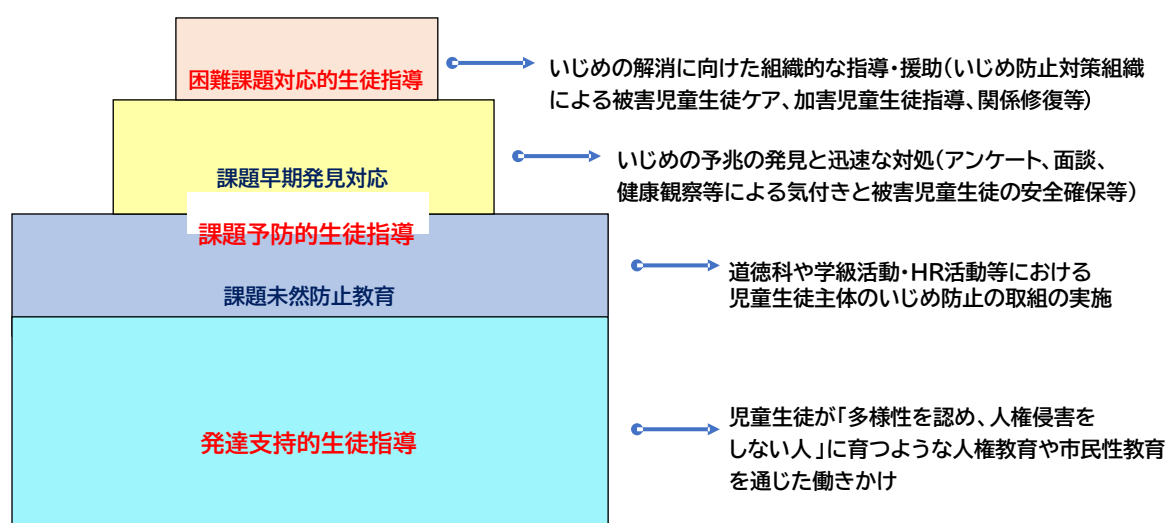 困難課題対応的生徒指導
いじめの解消に向けた組織的な指導・援助(いじめ防止対策組織
による被害児童生徒ケア、加害児童生徒指導、関係修復等)
課題早期発見対応
いじめの予兆の発見と迅速な対処(アンケート、面談、
健康観察等による気付きと被害児童生徒の安全確保等)
課題予防的生徒指導
課題未然防止教育
道徳科や学級活動・HR活動等における
児童生徒主体のいじめ防止の取組の実施
発達支持的生徒指導
児童生徒が「多様性を認め、人権侵害を
しない人」に育つような人権教育や市民性教育
を通じた働きかけ